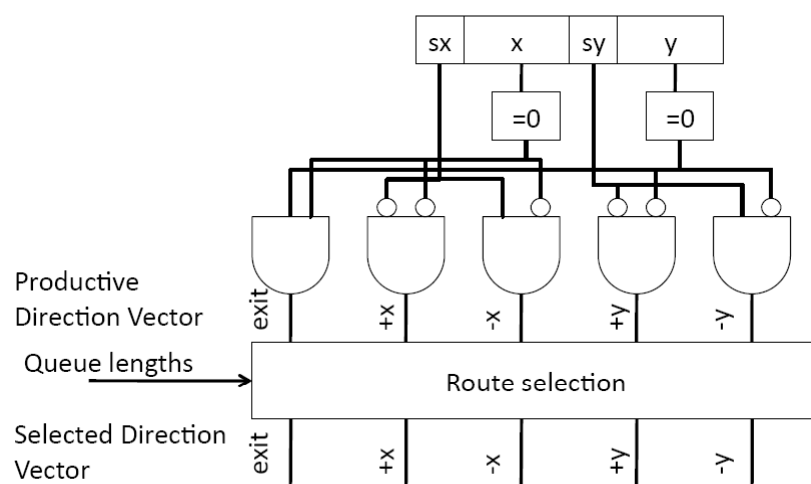 sx x sy y
=0 =0
Productive
Direction Vector
exit +x -x +y -y
Queue lengths
Route selection
Selected Direction
Vector
exit +x -x +y -y